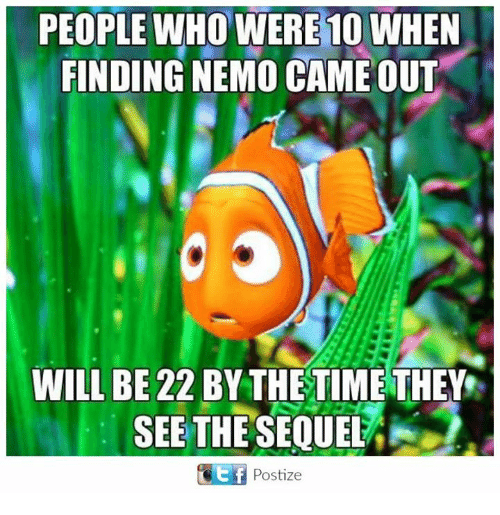 PEOPLE WHO WERE 10 WHEN
FINDING NEMO CAME OUT
WILL BE 22 BY THE TIME THEY
SEE THE SEQUEL
t f Postize